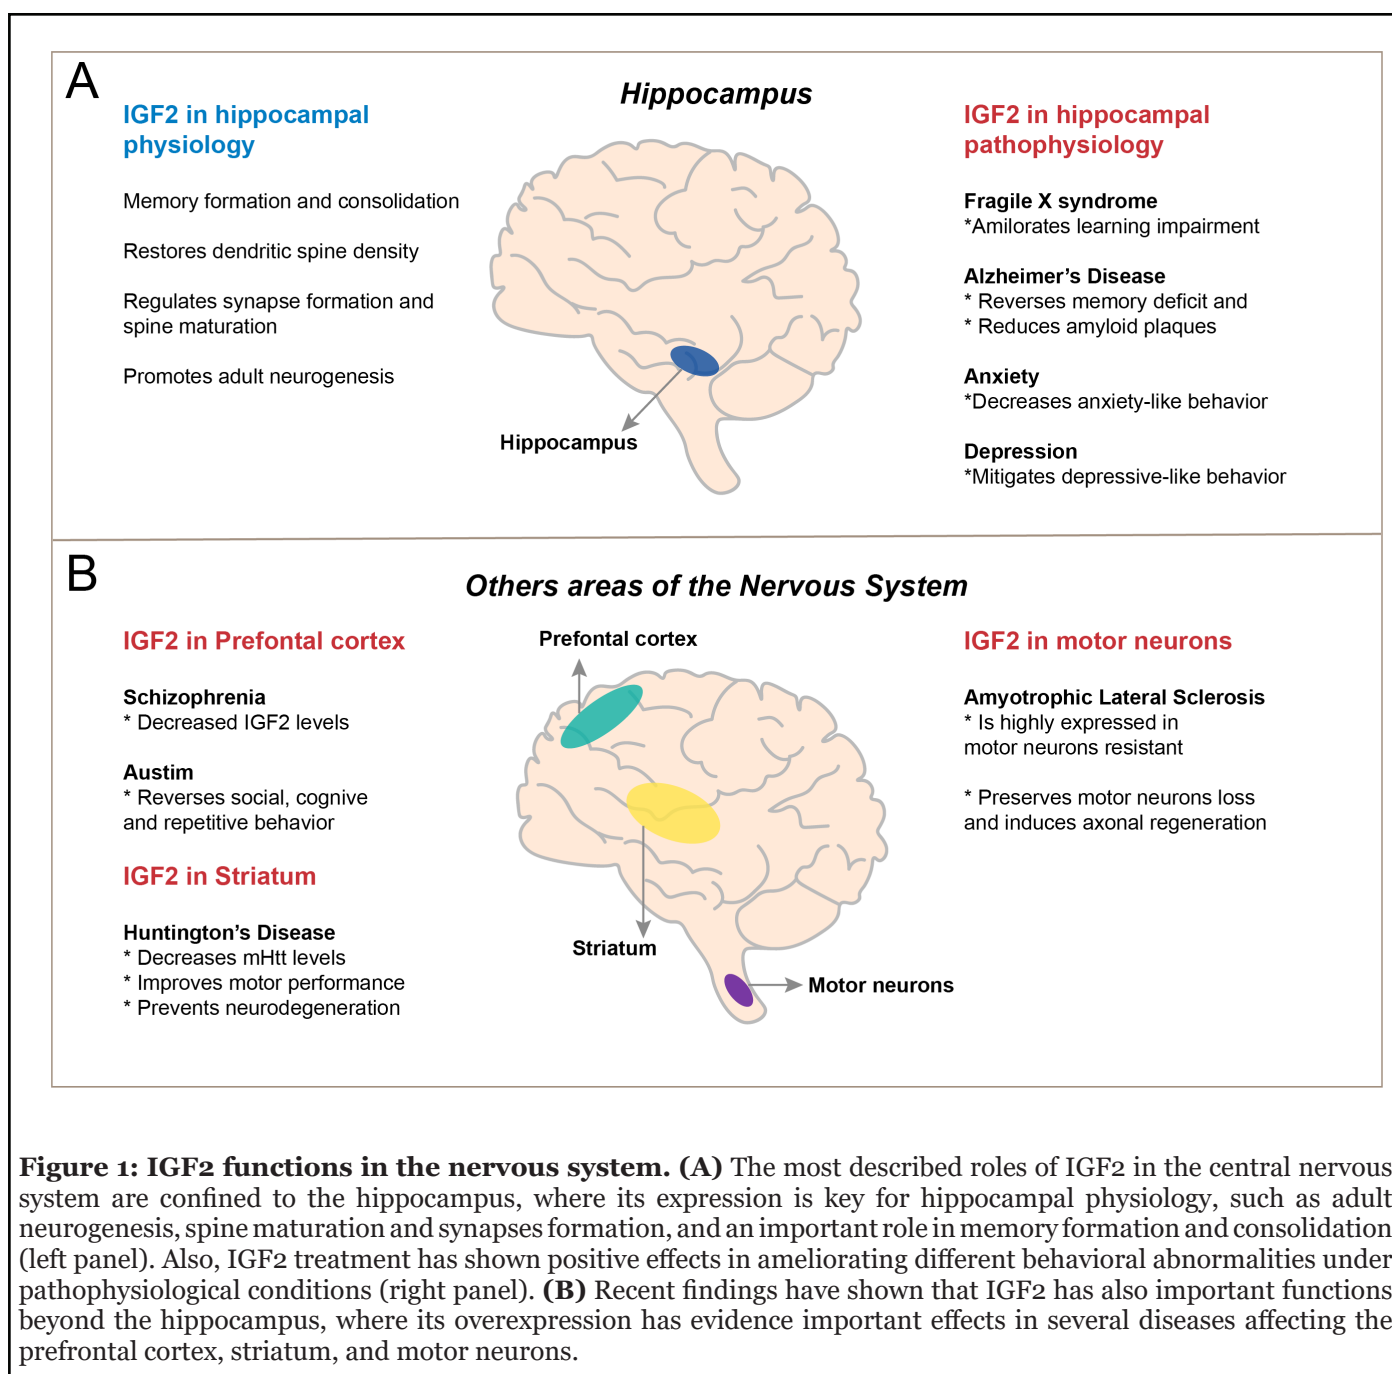 A
Hippocampus
IGF2 in hippocampal
physiology
Memory formation and consolidation
Restores dendritic spine density
Regulates synapse formation and
spine maturation
Promotes adult neurogenesis
Hippocampus
IGF2 in hippocampal
pathophysiology
Fragile X syndrome
*Amilorates learning impairment
Alzheimer’s Disease
* Reverses memory deficit and
* Reduces amyloid plaques
Anxiety
*Decreases anxiety-like behavior
Depression
*Mitigates depressive-like behavior
B
Others areas of the Nervous System
IGF2 in Prefontal cortex
Schizophrenia
* Decreased IGF2 levels
Austim
* Reverses social, cognive
and repetitive behavior
IGF2 in Striatum
Huntington’s Disease
* Decreases mHtt levels
* Improves motor performance
* Prevents neurodegeneration
Prefontal cortex
Striatum
Motor neurons
IGF2 in motor neurons
Amyotrophic Lateral Sclerosis
* Is highly expressed in
motor neurons resistant
* Preserves motor neurons loss
and induces axonal regeneration
Figure 1: IGF2 functions in the nervous system. (A) The most described roles of IGF2 in the central nervous
system are confined to the hippocampus, where its expression is key for hippocampal physiology, such as adult
neurogenesis, spine maturation and synapses formation, and an important role in memory formation and consolidation
(left panel). Also, IGF2 treatment has shown positive effects in ameliorating different behavioral abnormalities under
pathophysiological conditions (right panel). (B) Recent findings have shown that IGF2 has also important functions
beyond the hippocampus, where its overexpression has evidence important effects in several diseases affecting the
prefrontal cortex, striatum, and motor neurons.